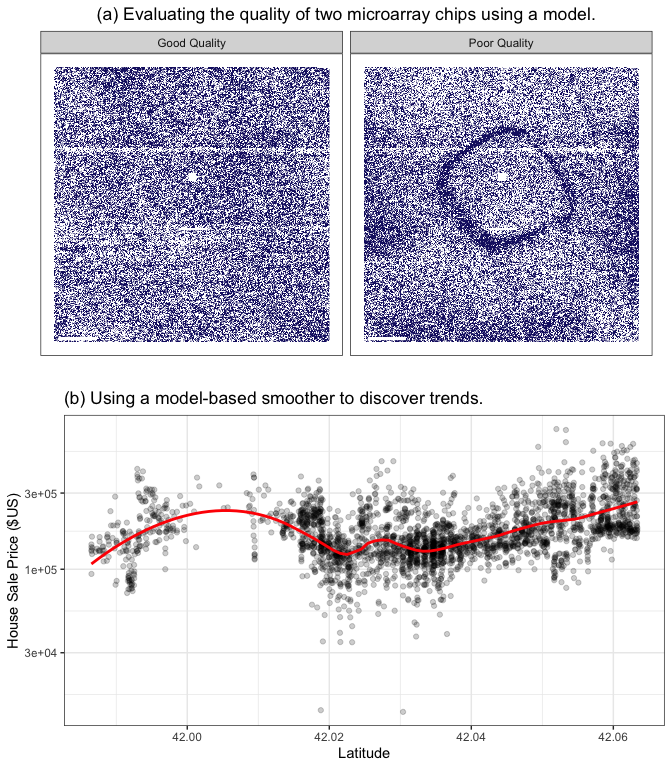 (a) Evaluating the quality of two microarray chips using a model.
Good Quality
Poor Quality
(b) Using a model-based smoother to discover trends.
House Sale Price ($US)
3e+05
1e+05
3e+04
42.00
42.02
42.04
42.06
Latitude